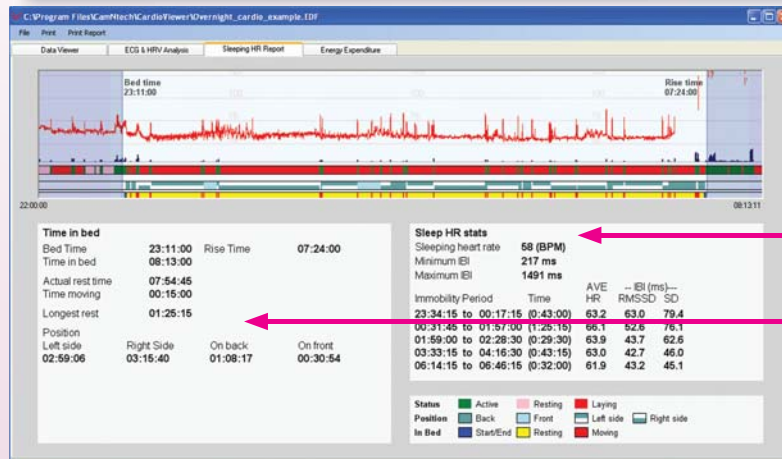 C:\Program Files\CamNtech\CardioViewer\Overnight_cardio_example.EDF
File Print Print Report
Data Viewer ECG & HRV Analysis Sleeping HR Report Energy Expenditure
Bed time Rise time
23:11:00 07:24:00
22:00:00 08:13:11
Time in bed
Bed Time 23:11:00 Rise Time 07:24:00
Time in bed 08:13:00
Actual rest time 07:54:45
Time moving 00:15:00
Longest rest 01:25:15
Position
Left side Right Side On back On front
02:59:06 03:15:40 01:08:17 00:30:54
Sleep HR stats
Sleeping heart rate 58 (BPM)
Minimum IBI 217 ms
Maximum IBI 1491 ms
AVE -- IBI (ms)---
Immobility Period Time HR RMSSD SD
23:34:15 to 00:17:15 (0:43:00) 63.2 63.0 79.4
00:31:45 to 01:57:00 (1:25:15) 66.1 52.6 76.1
01:59:00 to 02:28:30 (0:29:30) 63.9 43.7 62.6
03:33:15 to 04:16:30 (0:43:15) 63.0 42.7 46.0
06:14:15 to 06:46:15 (0:32:00) 61.9 43.2 45.1
Status Active Resting Laying
Position Back Front Left side Right side
In Bed Start/End Resting Moving